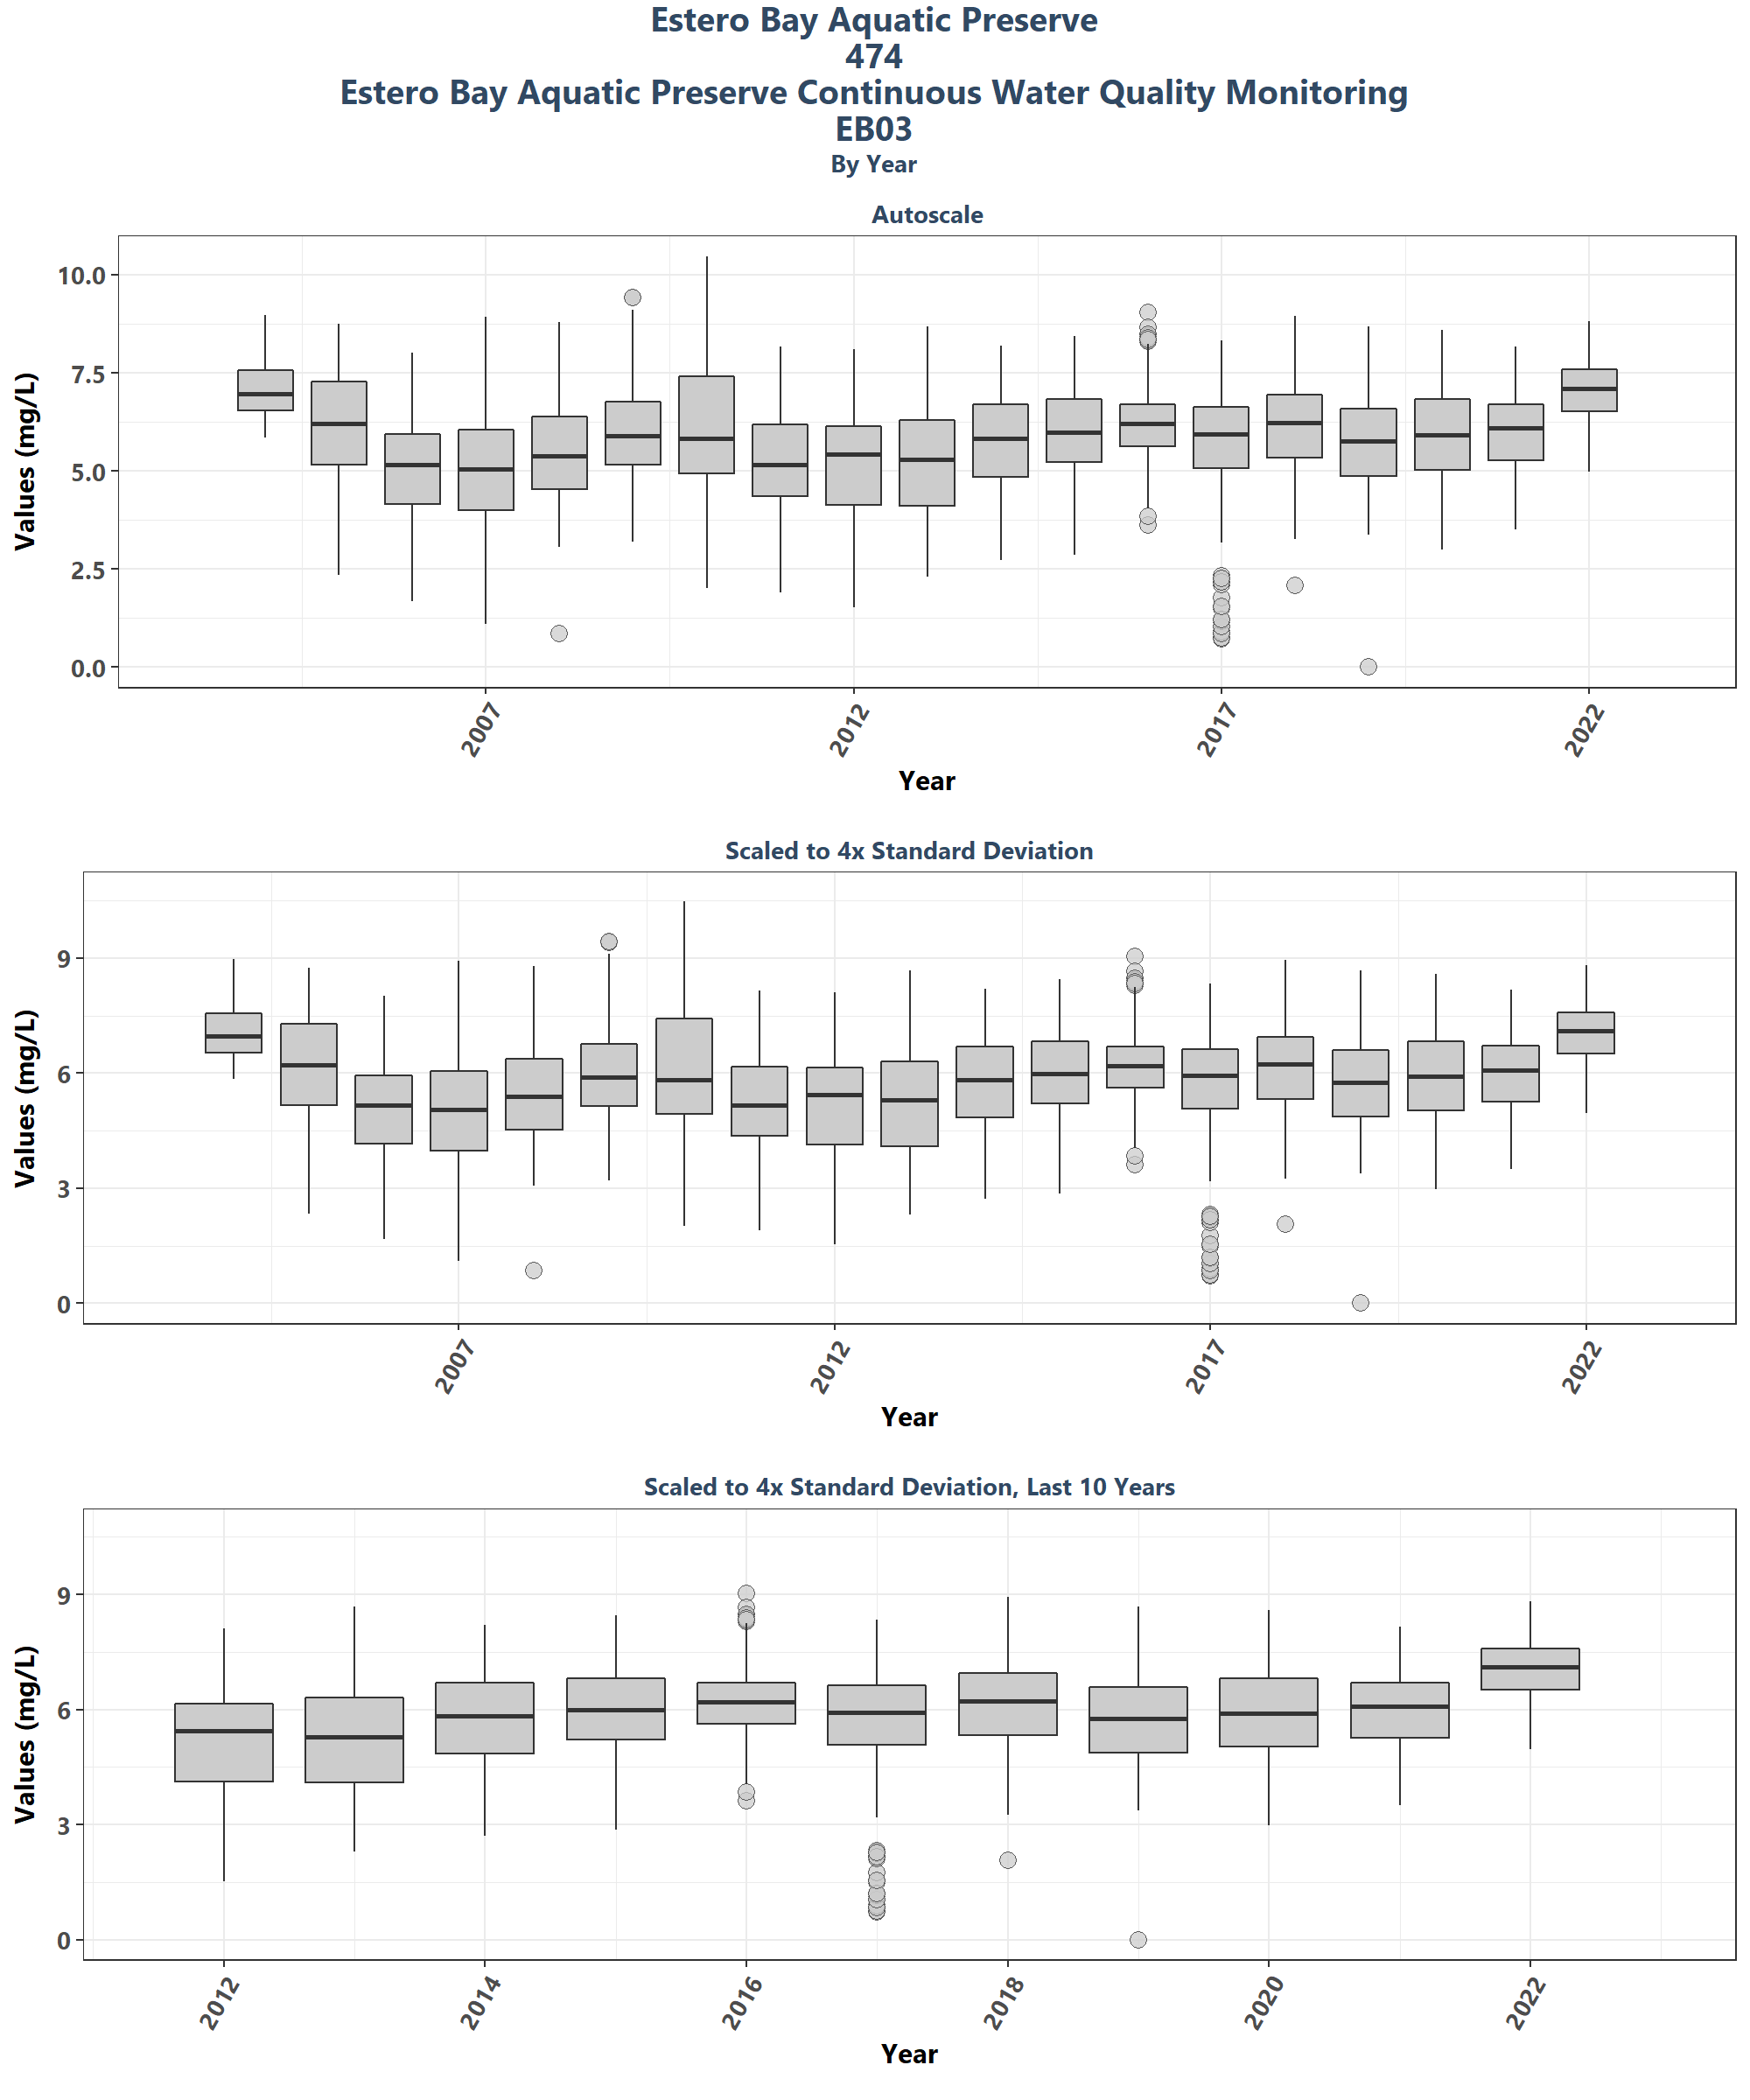 Estero Bay Aquatic Preserve
474
Estero Bay Aquatic Preserve Continuous Water Quality Monitoring
EB03
By Year
Autoscale
Values (mg/L)
10.0
7.5
5.0
2.5
0.0
2007 2012 2017 2022
Year
Scaled to 4x Standard Deviation
Values (mg/L)
9
6
3
0
2007 2012 2017 2022
Year
Scaled to 4x Standard Deviation, Last 10 Years
Values (mg/L)
9
6
3
0
2012 2014 2016 2018 2020 2022
Year